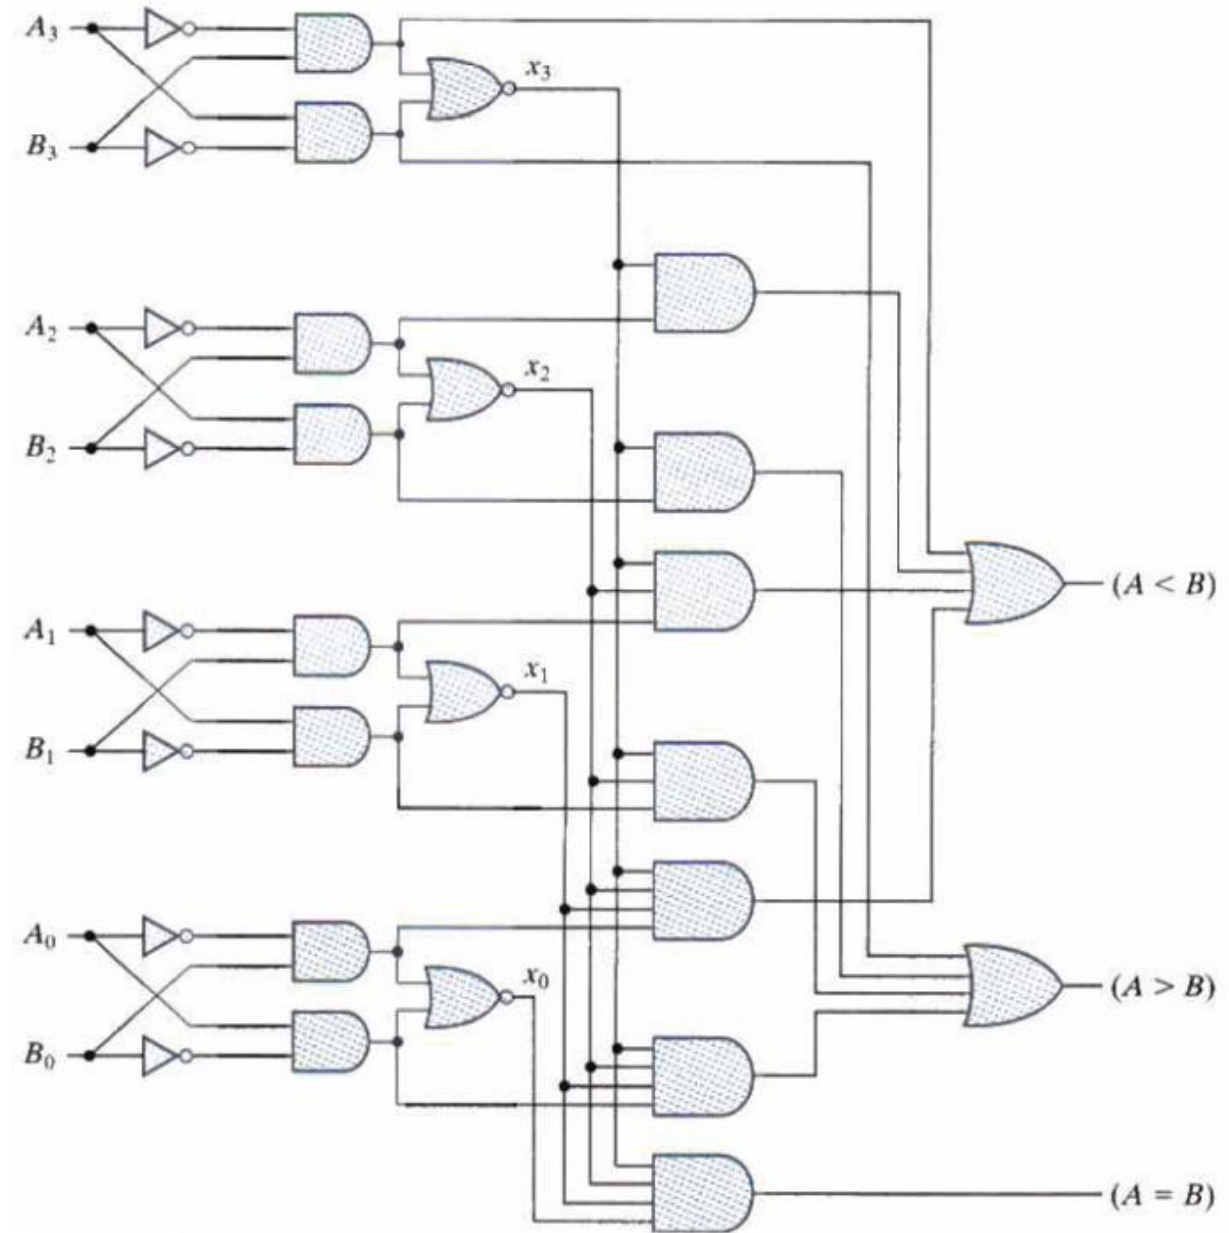 A₃
x₃
B₃
A₂
x₂
B₂
(A < B)
A₁
x₁
B₁
A₀
x₀
(A > B)
B₀
(A = B)